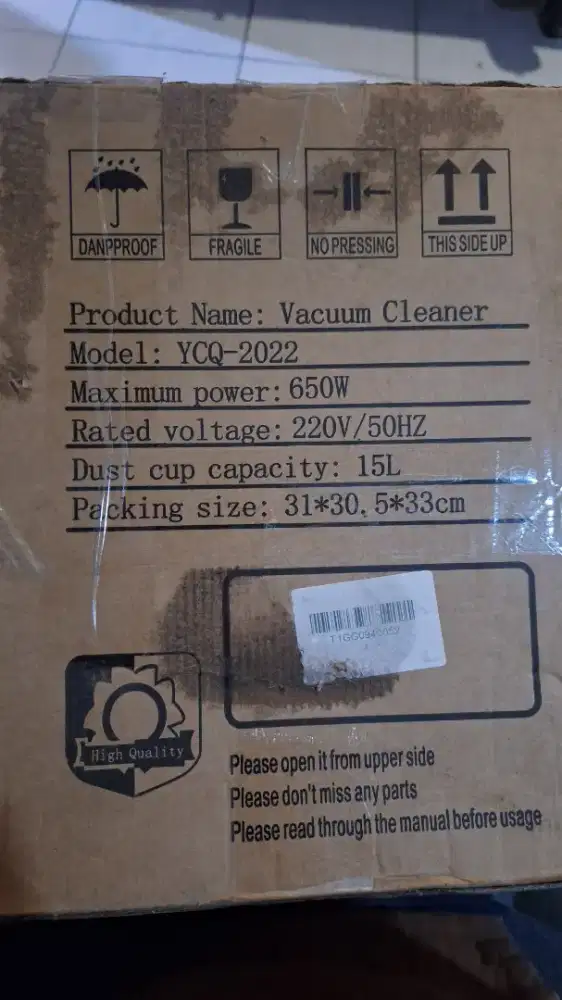 DANPPROOF
FRAGILE
NO PRESSING
THIS SIDE UP
Product Name: Vacuum Cleaner
Model: YCQ-2022
Maximum power: 650W
Rated voltage: 220V/50HZ
Dust cup capacity: 15L
Packing size: 31*30.5*33cm
High Quality
Please open it from upper side
Please don't miss any parts
Please read through the manual before usage